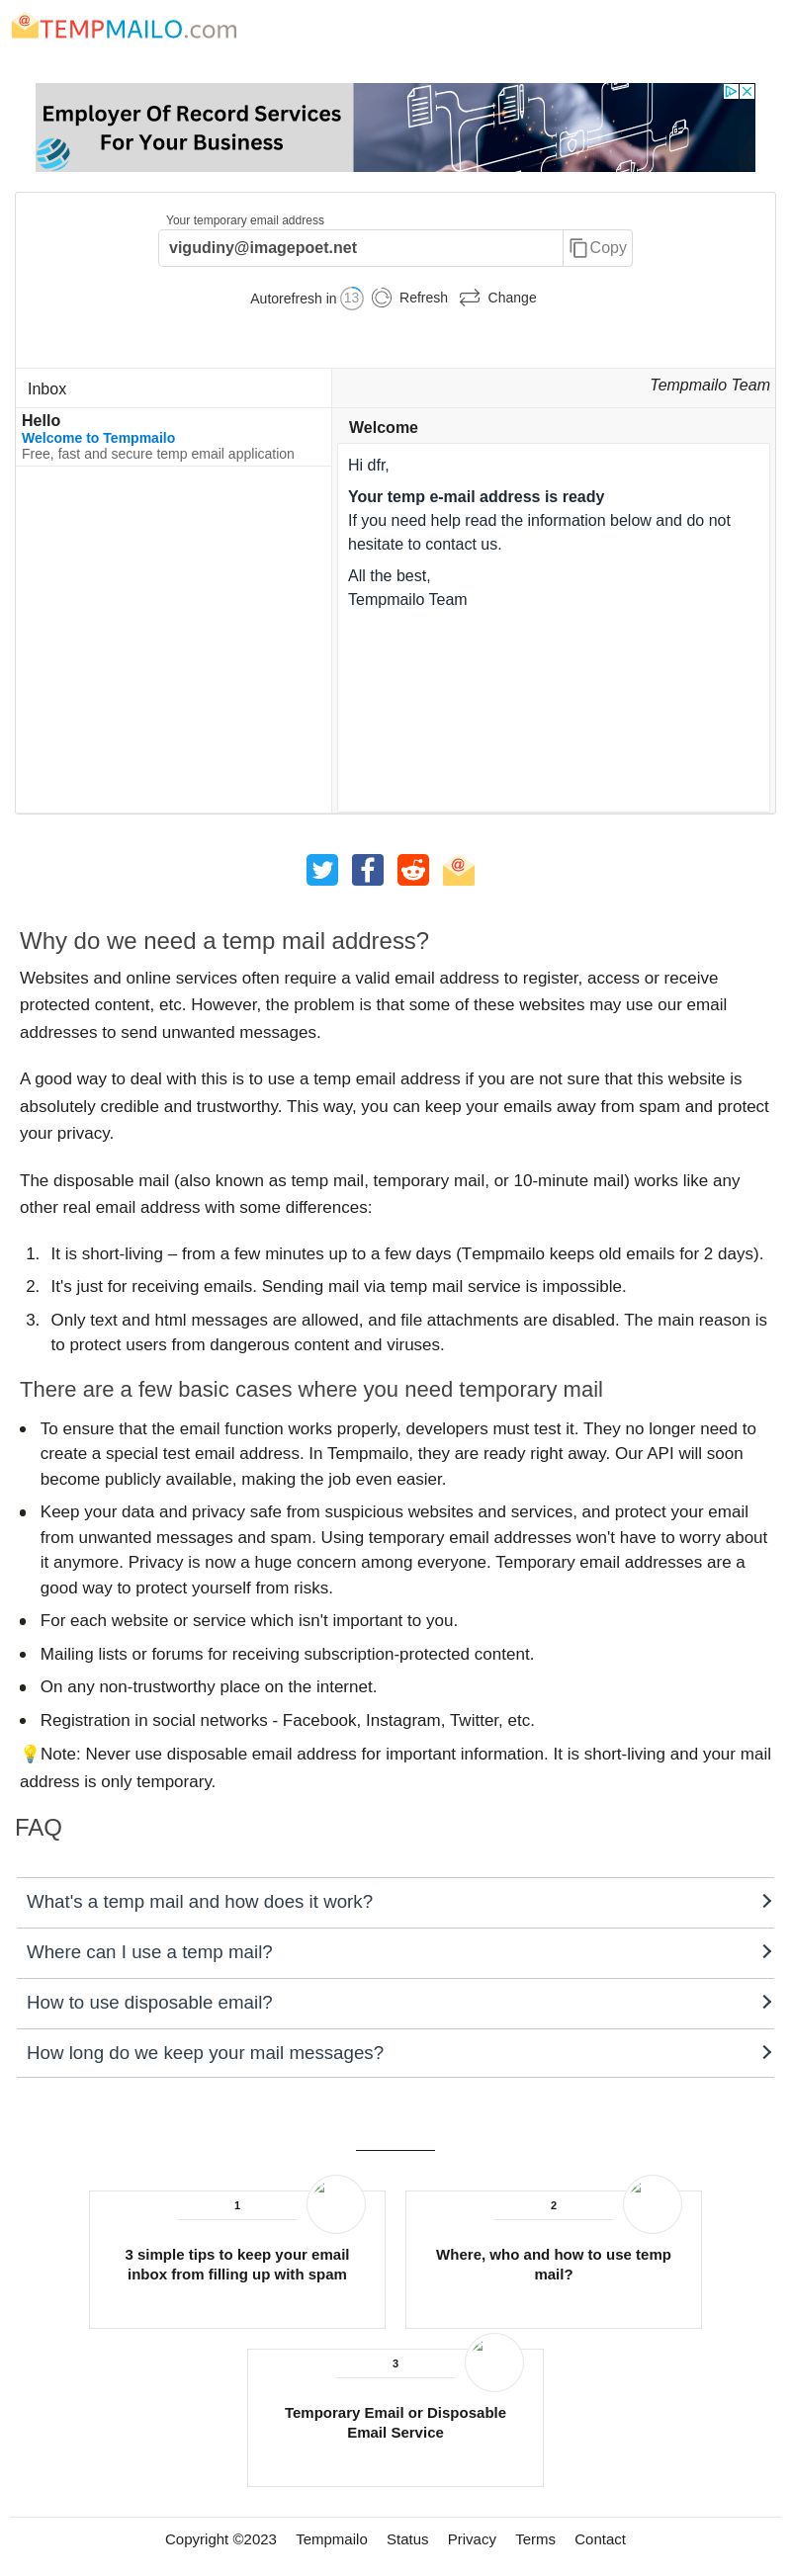 TEMPMAILO.com
Employer Of Record Services
For Your Business
Your temporary email address
vigudiny@imagepoet.net
Copy
Autorefresh in 13 Refresh Change
Inbox
Tempmailo Team
Hello
Welcome to Tempmailo
Free, fast and secure temp email application
Welcome
Hi dfr,
Your temp e-mail address is ready
If you need help read the information below and do not
hesitate to contact us.
All the best,
Tempmailo Team
Why do we need a temp mail address?
Websites and online services often require a valid email address to register, access or receive
protected content, etc. However, the problem is that some of these websites may use our email
addresses to send unwanted messages.
A good way to deal with this is to use a temp email address if you are not sure that this website is
absolutely credible and trustworthy. This way, you can keep your emails away from spam and protect
your privacy.
The disposable mail (also known as temp mail, temporary mail, or 10-minute mail) works like any
other real email address with some differences:
1. It is short-living – from a few minutes up to a few days (Tempmailo keeps old emails for 2 days).
2. It's just for receiving emails. Sending mail via temp mail service is impossible.
3. Only text and html messages are allowed, and file attachments are disabled. The main reason is
to protect users from dangerous content and viruses.
There are a few basic cases where you need temporary mail
• To ensure that the email function works properly, developers must test it. They no longer need to
create a special test email address. In Tempmailo, they are ready right away. Our API will soon
become publicly available, making the job even easier.
• Keep your data and privacy safe from suspicious websites and services, and protect your email
from unwanted messages and spam. Using temporary email addresses won't have to worry about
it anymore. Privacy is now a huge concern among everyone. Temporary email addresses are a
good way to protect yourself from risks.
• For each website or service which isn't important to you.
• Mailing lists or forums for receiving subscription-protected content.
• On any non-trustworthy place on the internet.
• Registration in social networks - Facebook, Instagram, Twitter, etc.
💡Note: Never use disposable email address for important information. It is short-living and your mail
address is only temporary.
FAQ
What's a temp mail and how does it work?
Where can I use a temp mail?
How to use disposable email?
How long do we keep your mail messages?
1
3 simple tips to keep your email
inbox from filling up with spam
2
Where, who and how to use temp
mail?
3
Temporary Email or Disposable
Email Service
Copyright ©2023 Tempmailo Status Privacy Terms Contact